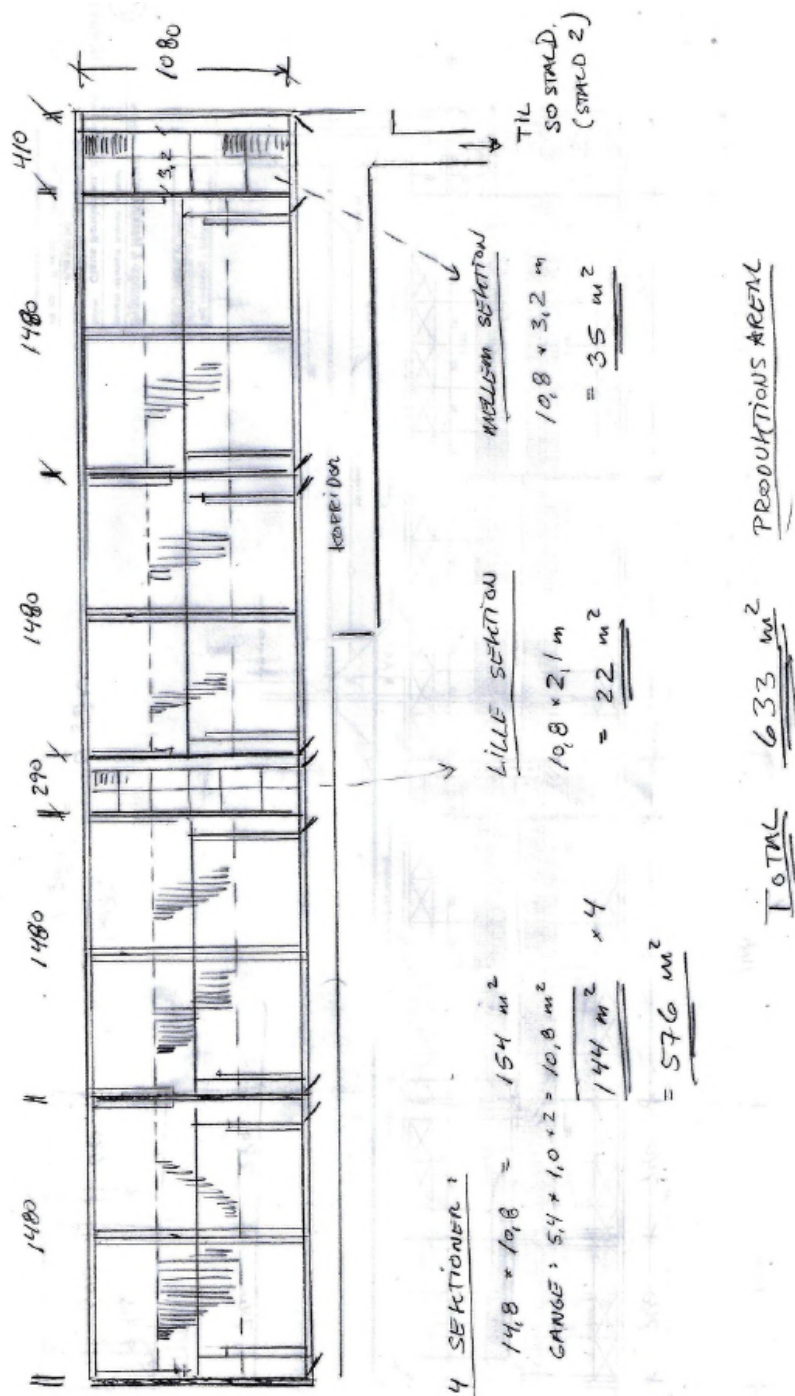 1480
1480
290
1480
1480
410
1080
3,2
KORRIDOR
TIL
SOSTALD.
(STALD 2)
4 SEKTIONER:
14,8 × 10,8 = 154 m²
GANGE: 5,4 × 1,0 × 2 = 10,8 m²
144 m² × 4
= 576 m²
LILLE SEKTION
10,8 × 2,1 m
= 22 m²
MELLEM SEKTION
10,8 × 3,2 m
= 35 m²
TOTAL 633 m² PRODUKTIONS AREAL